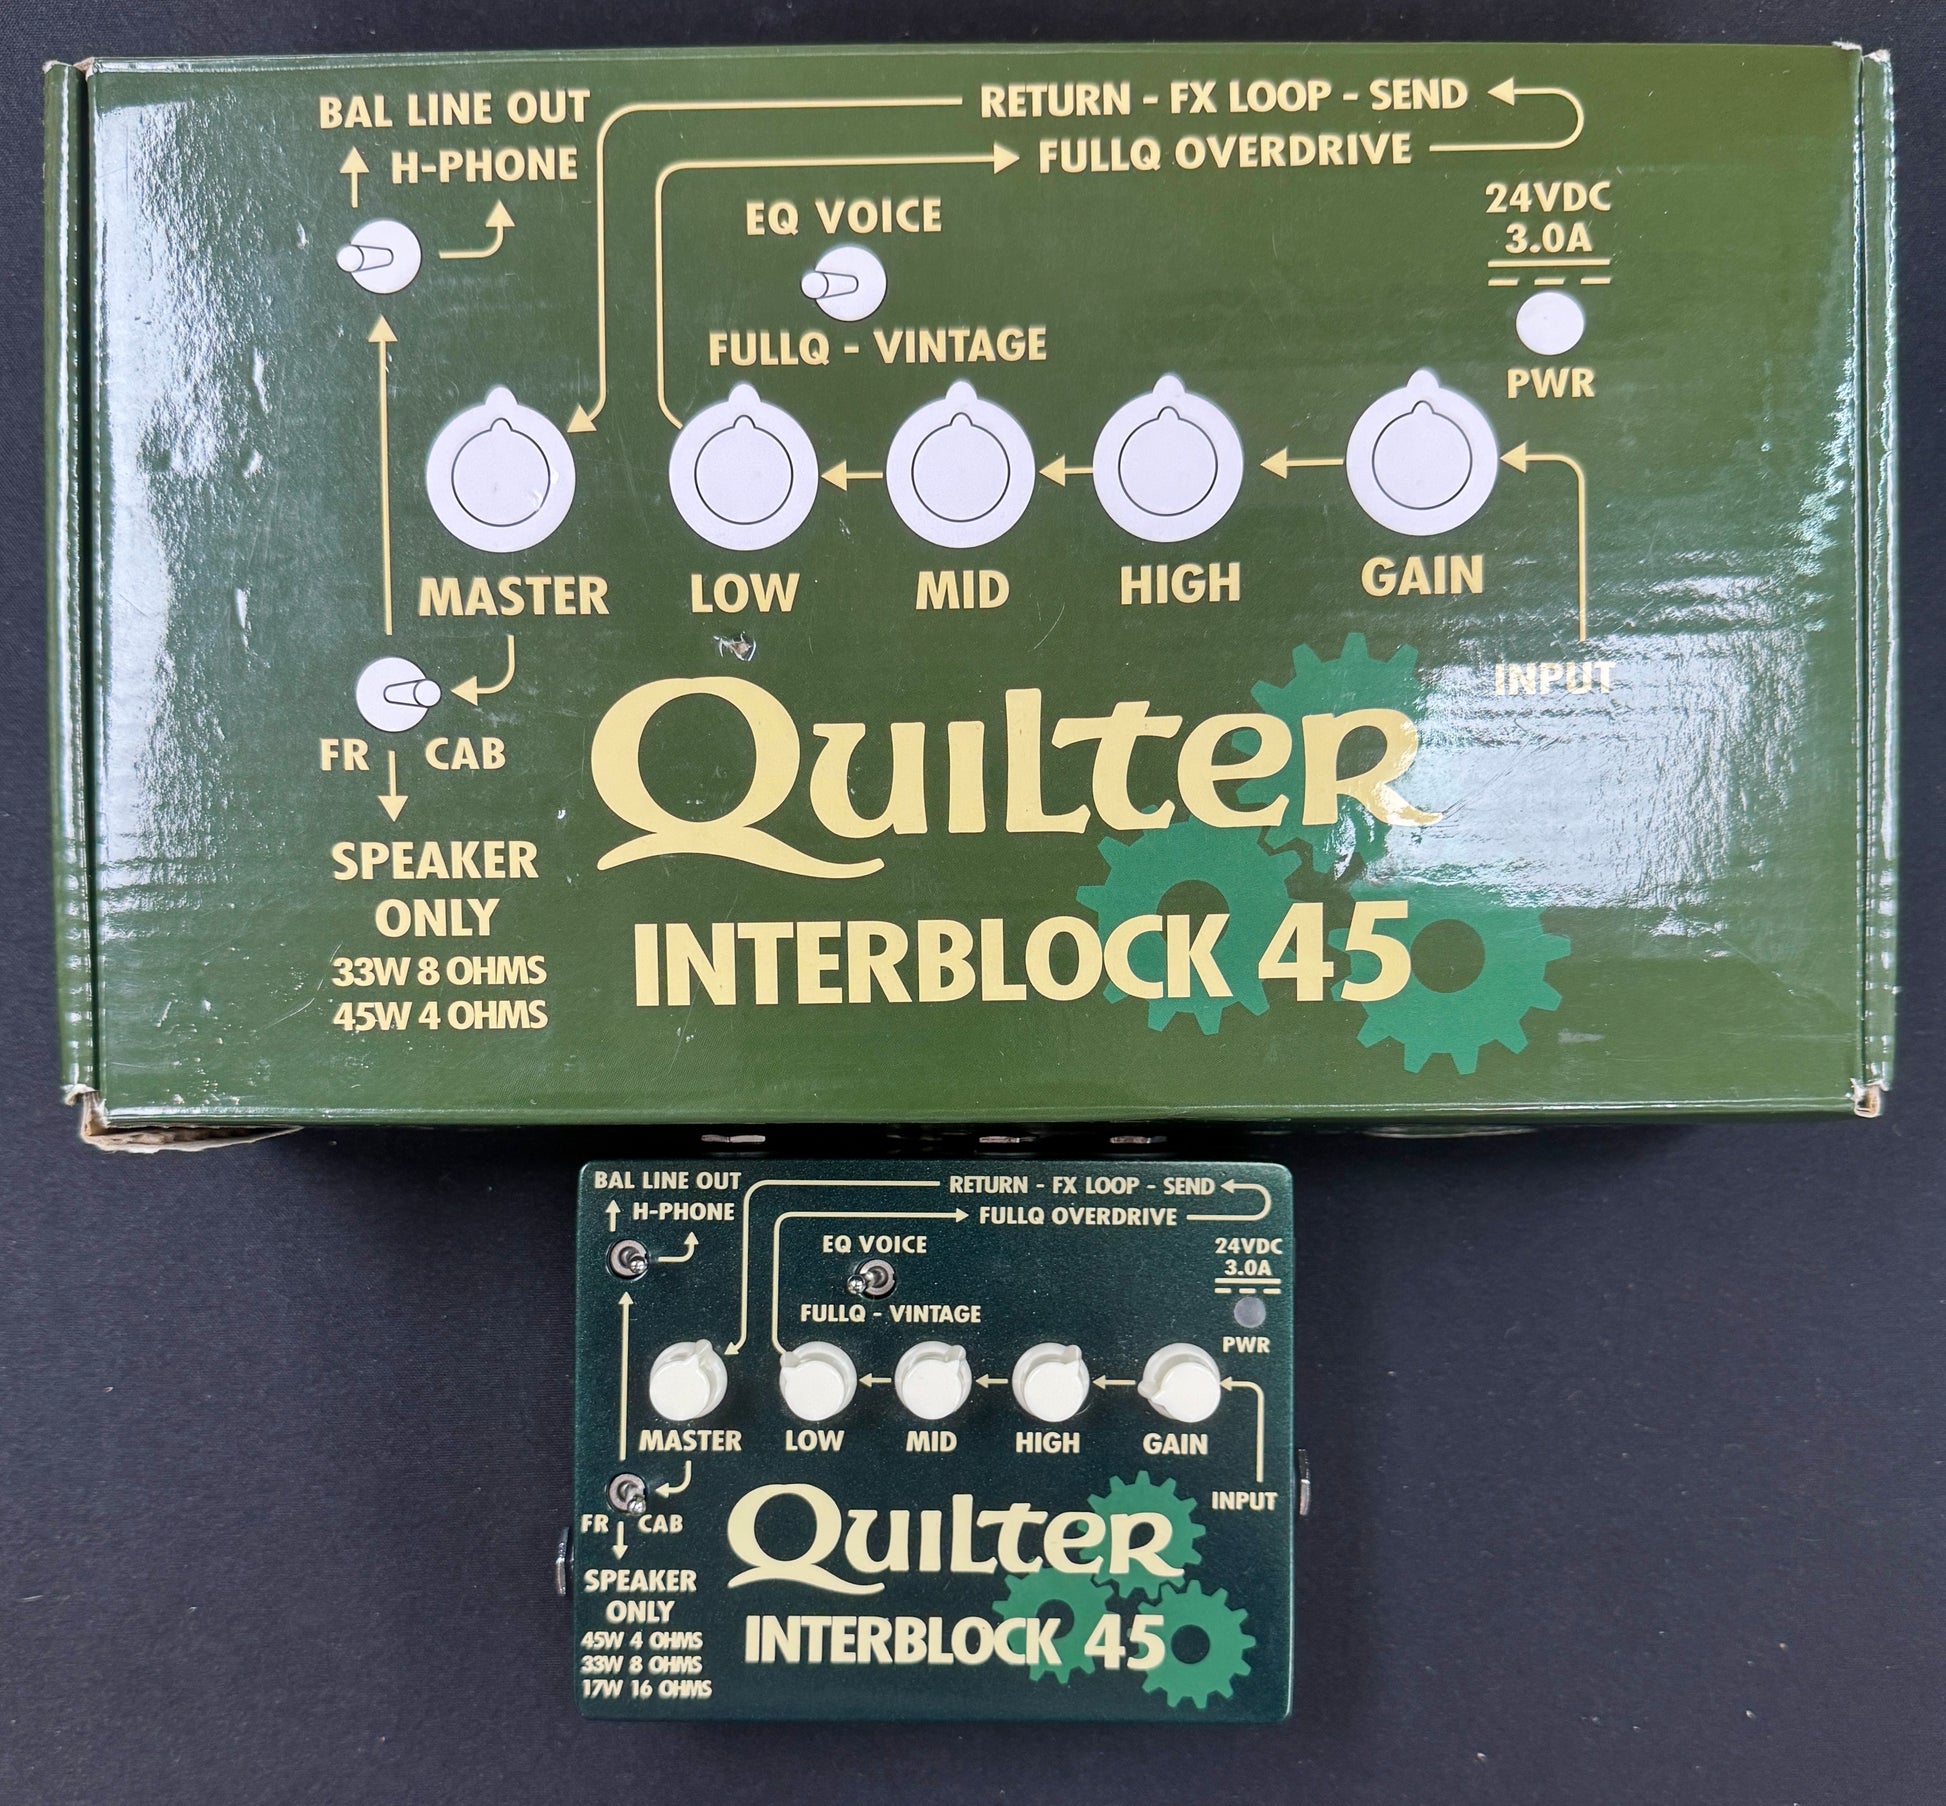 BAL LINE OUT
H-PHONE
RETURN - FX LOOP - SEND
FULLQ OVERDRIVE
EQ VOICE
FULLQ - VINTAGE
24VDC
3.0A
PWR
MASTER LOW MID HIGH GAIN
INPUT
FR CAB
SPEAKER
ONLY
33W 8 OHMS
45W 4 OHMS
QUILTER
INTERBLOCK 45
BAL LINE OUT
H-PHONE
RETURN - FX LOOP - SEND
FULLQ OVERDRIVE
EQ VOICE
FULLQ - VINTAGE
24VDC
3.0A
PWR
MASTER LOW MID HIGH GAIN
INPUT
FR CAB
SPEAKER
ONLY
45W 4 OHMS
33W 8 OHMS
17W 16 OHMS
QUILTER
INTERBLOCK 45